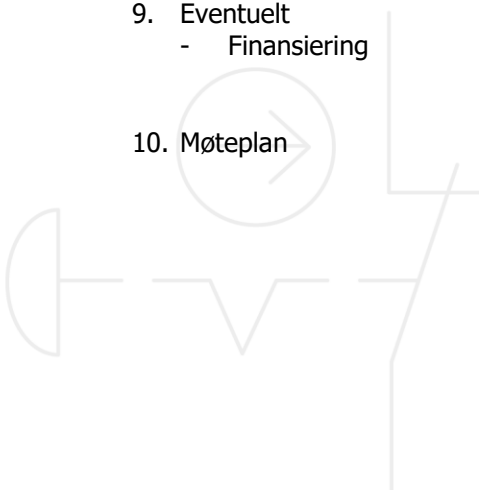 9. Eventuelt
- Finansiering
10. Møteplan